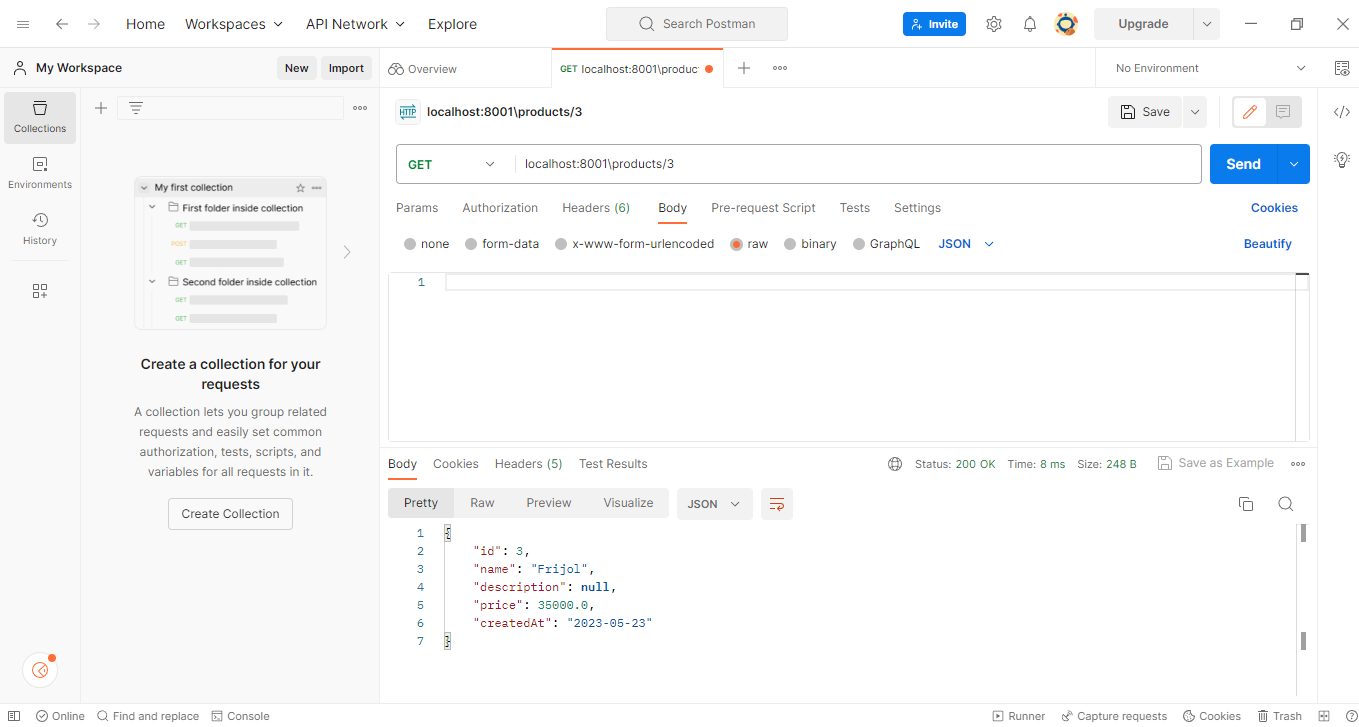 Home Workspaces API Network Explore Search Postman Invite Upgrade
My Workspace New Import Overview GET localhost:8001\produc No Environment
Collections
Environments
History
My first collection
First folder inside collection
GET
POST
GET
Second folder inside collection
GET
GET
Create a collection for your
requests
A collection lets you group related
requests and easily set common
authorization, tests, scripts, and
variables for all requests in it.
Create Collection
HTTP localhost:8001\products/3 Save
GET localhost:8001\products/3 Send
Params Authorization Headers (6) Body Pre-request Script Tests Settings Cookies
none form-data x-www-form-urlencoded raw binary GraphQL JSON Beautify
1
Body Cookies Headers (5) Test Results Status: 200 OK Time: 8 ms Size: 248 B Save as Example
Pretty Raw Preview Visualize JSON
1 {
2 "id": 3,
3 "name": "Frijol",
4 "description": null,
5 "price": 35000.0,
6 "createdAt": "2023-05-23"
7 }
Online Find and replace Console Runner Capture requests Cookies Trash